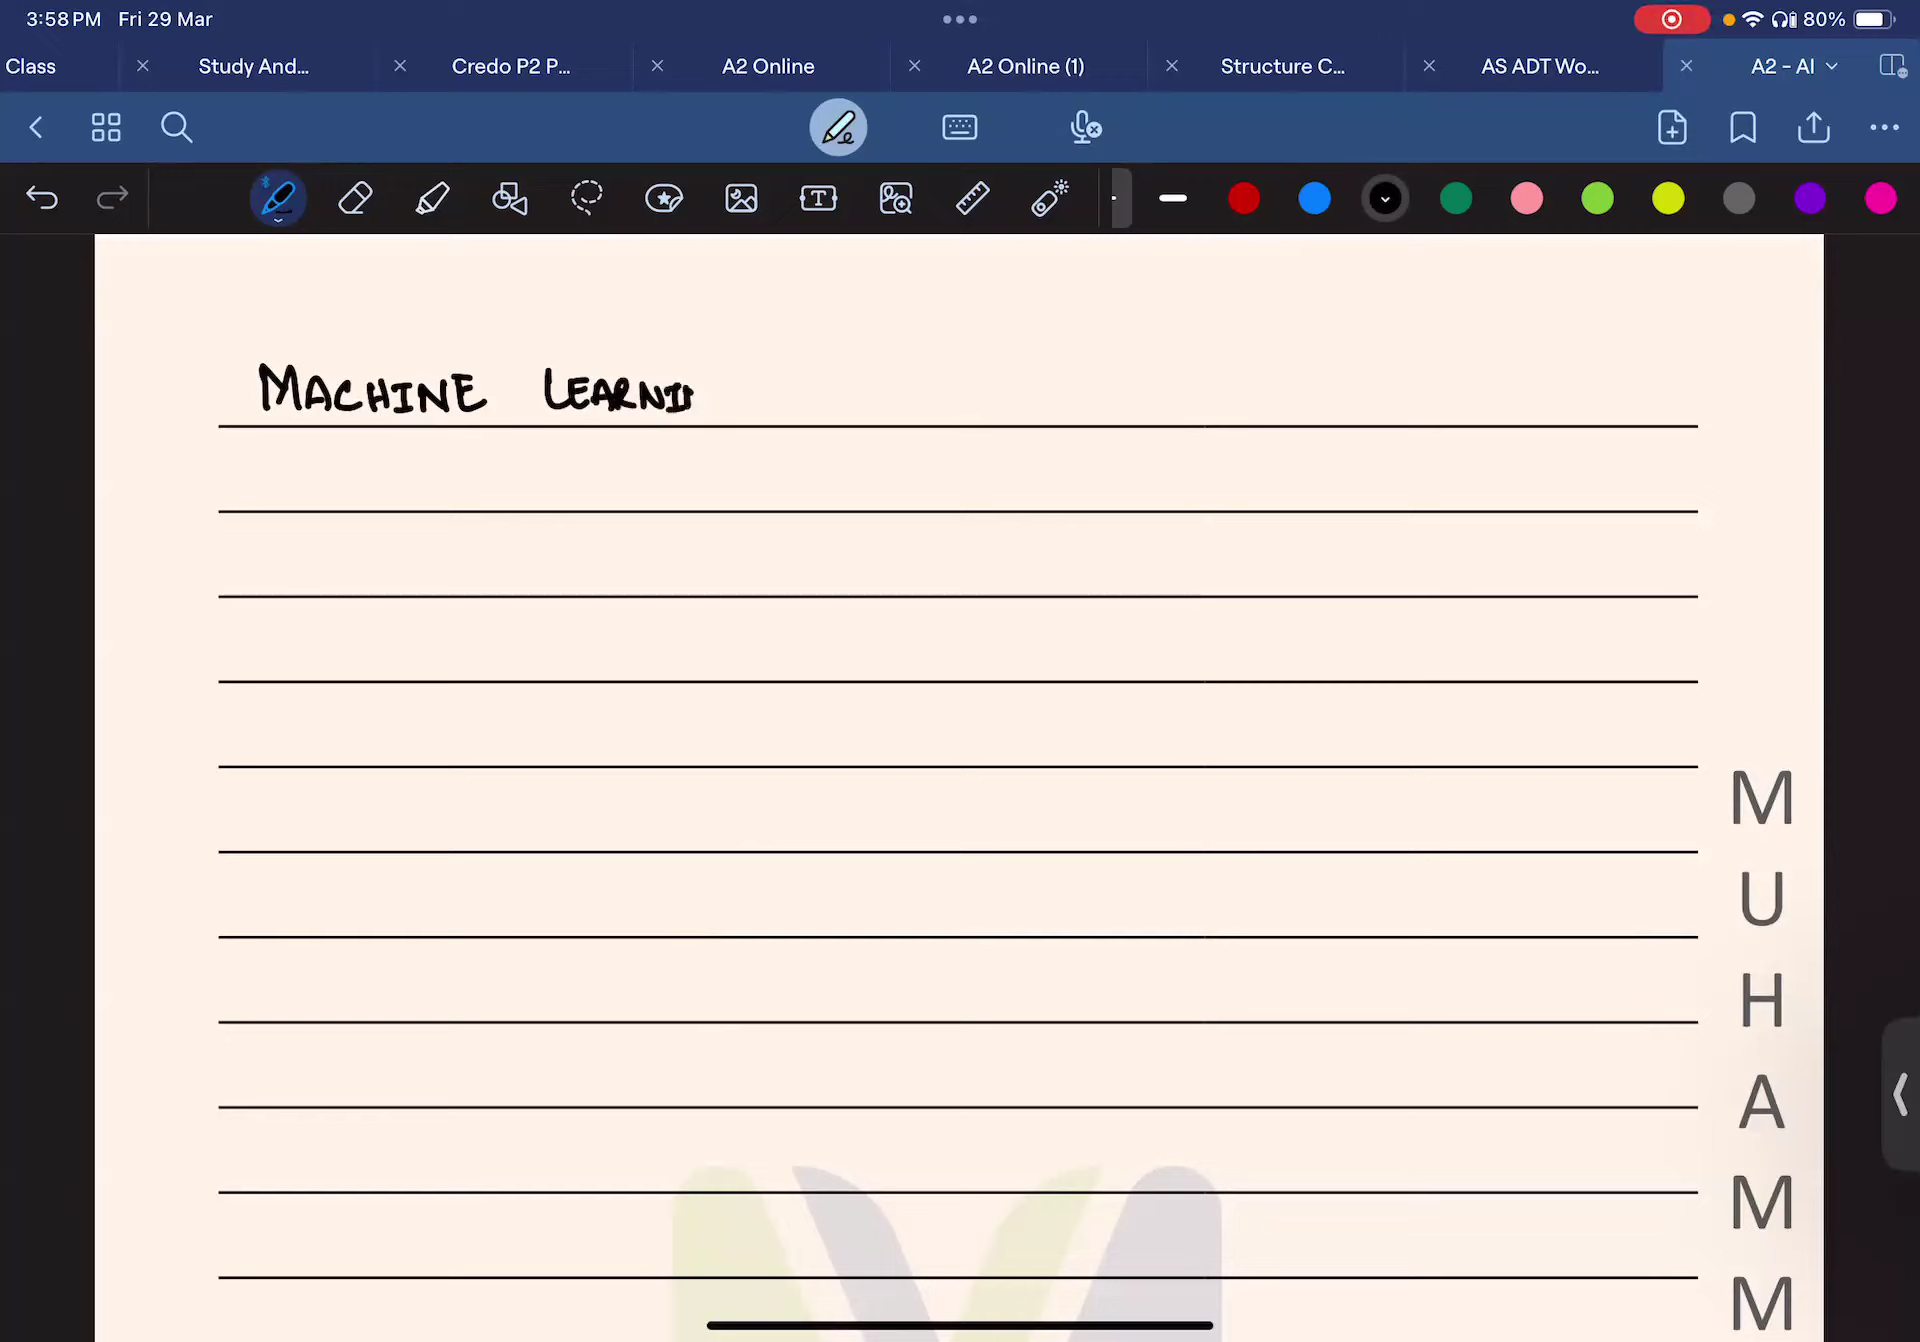 3:58 PM Fri 29 Mar 80%
Class Study And... Credo P2 P... A2 Online A2 Online (1) Structure C... AS ADT Wo... A2 - AI
MACHINE LEARNI
M
U
H
A
M
M